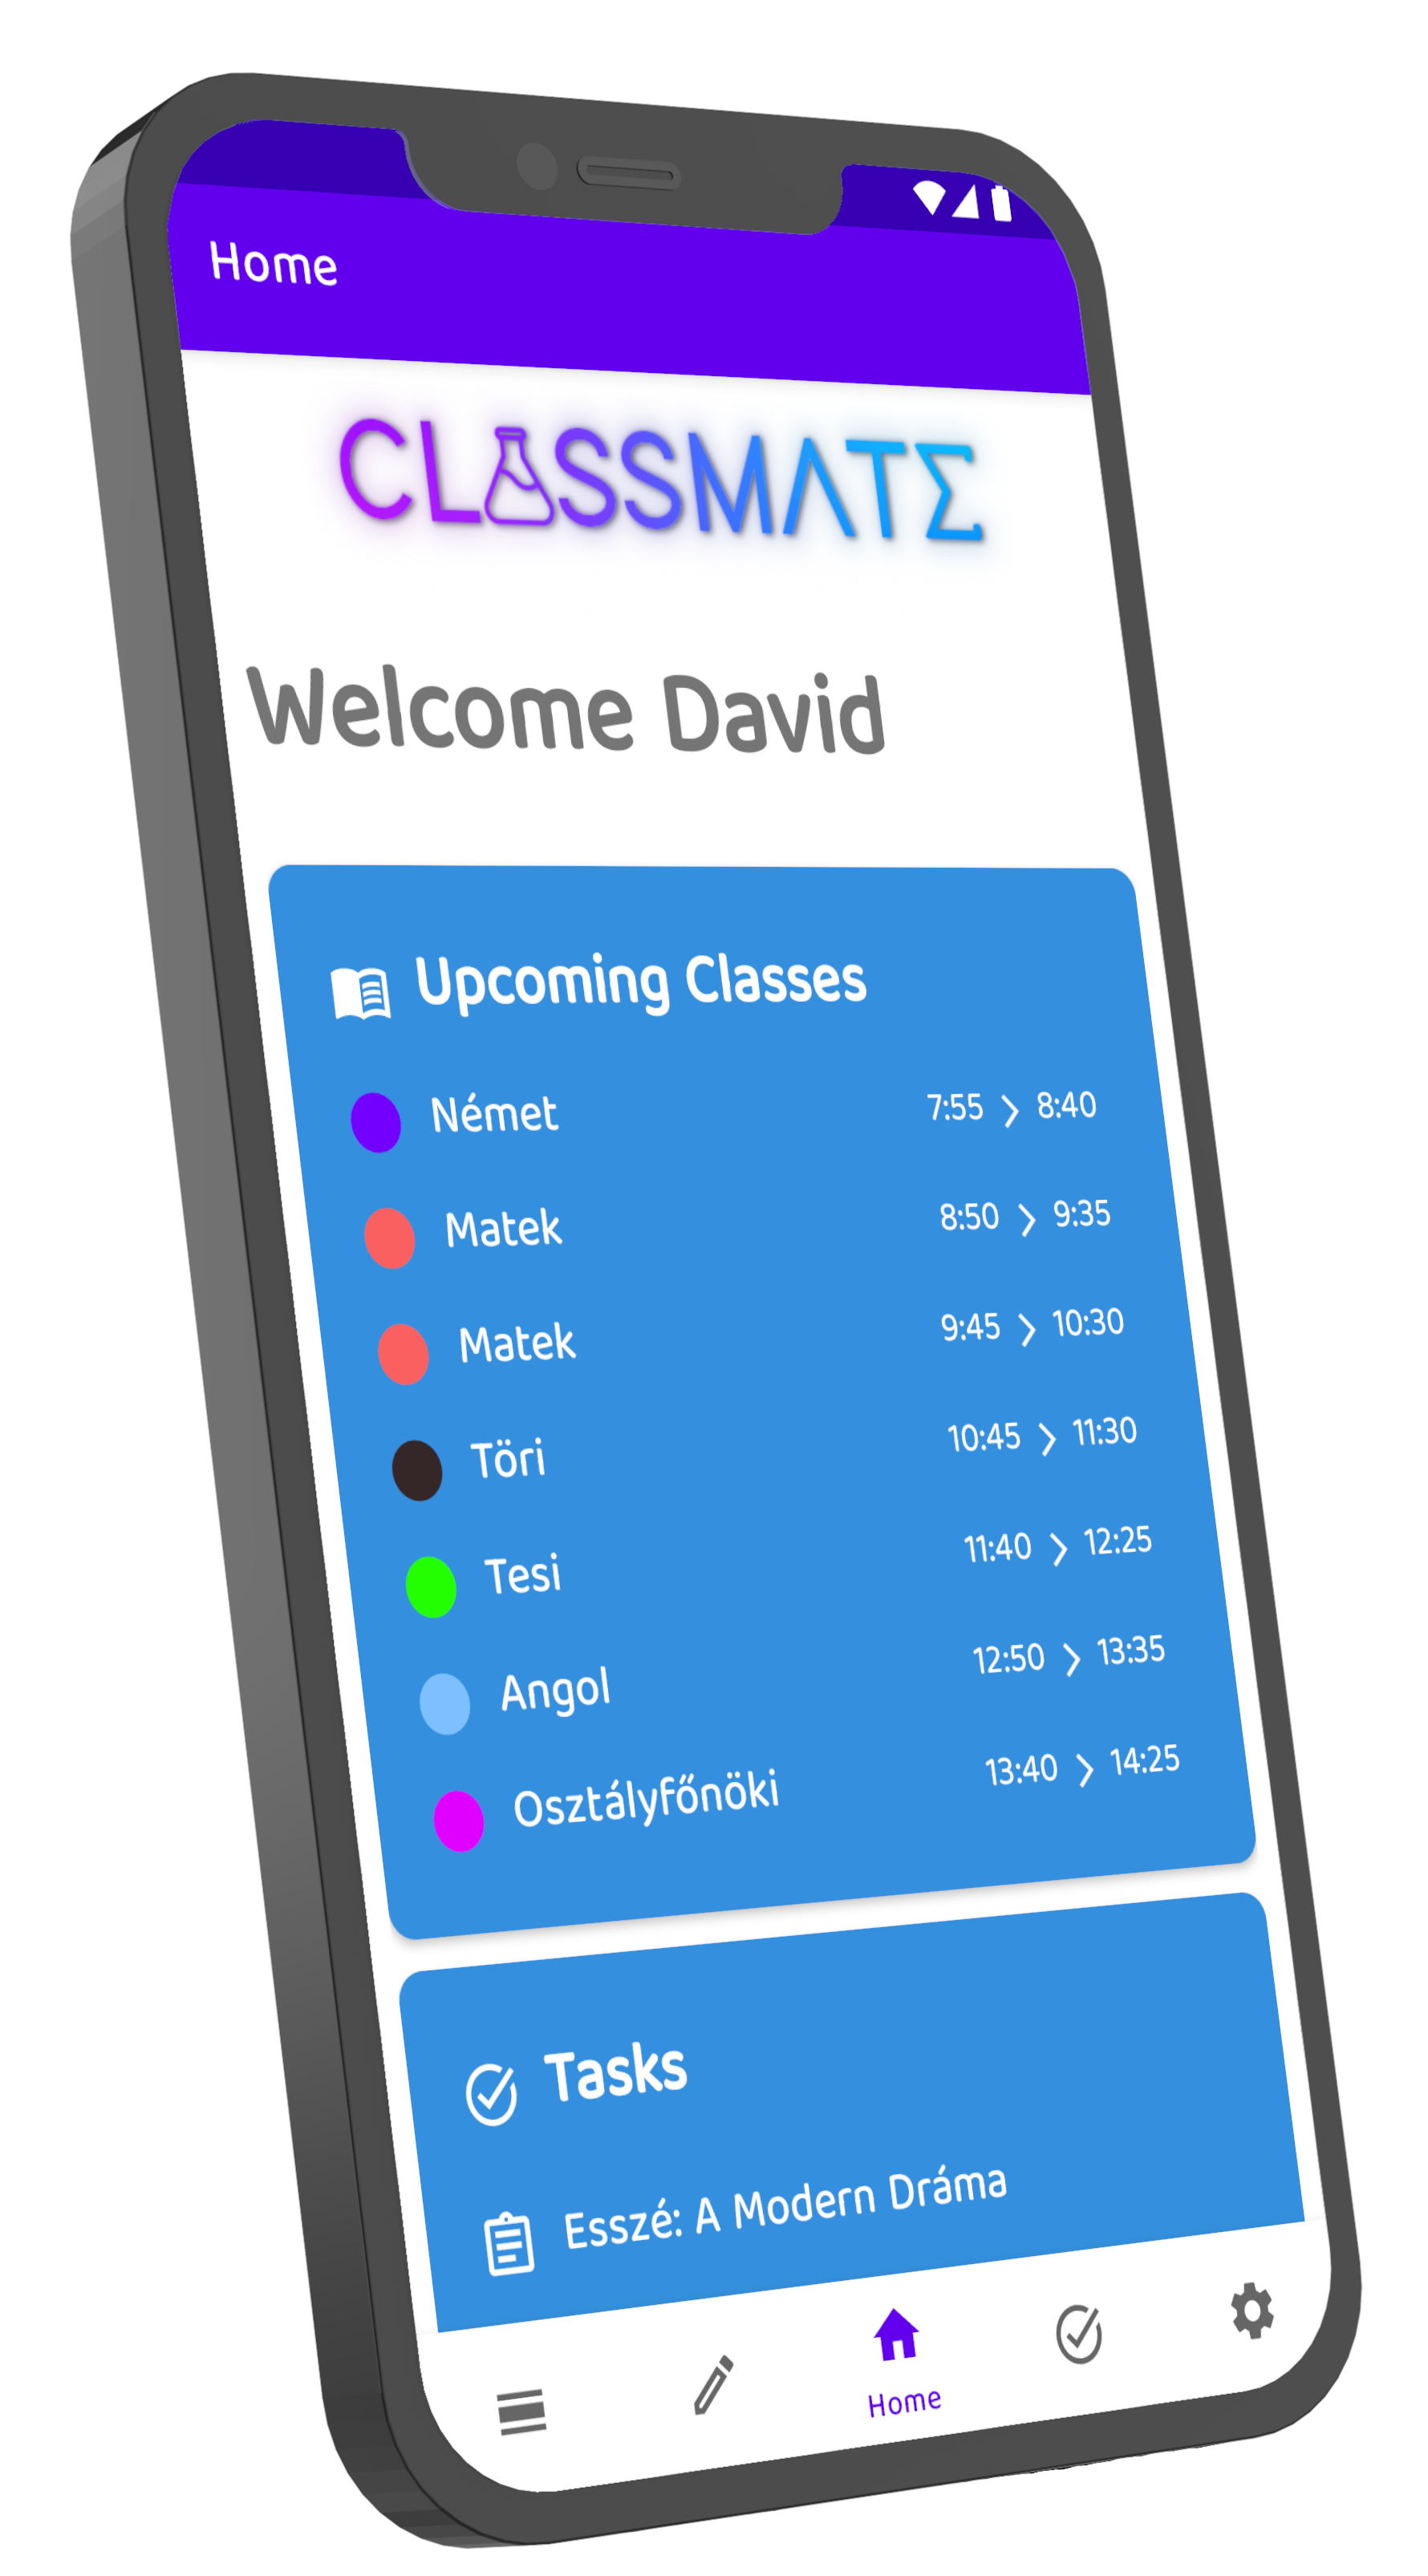 Home
CLASSMATE
Welcome David
Upcoming Classes
Német 7:55 8:40
Matek 8:50 9:35
Matek 9:45 10:30
Töri 10:45 11:30
Tesi 11:40 12:25
Angol 12:50 13:35
Osztályfőnöki 13:40 14:25
Tasks
Esszé: A Modern Dráma
Home